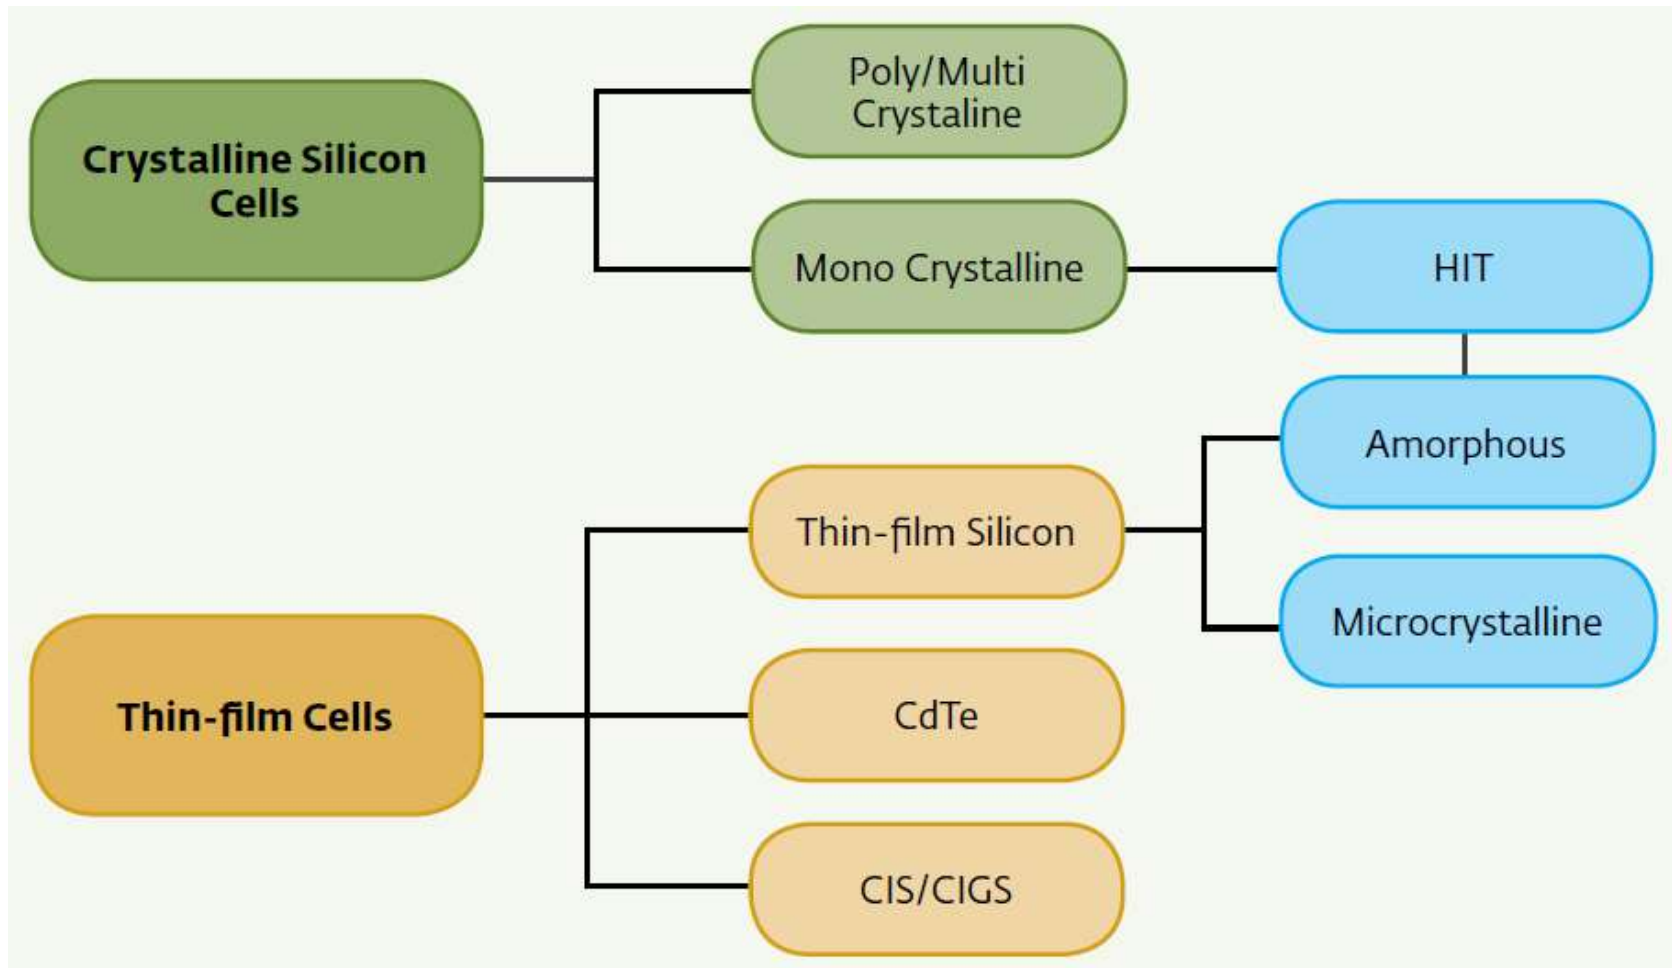 Poly/Multi
Crystaline
Crystalline Silicon
Cells
Mono Crystalline
HIT
Amorphous
Thin-film Silicon
Microcrystalline
Thin-film Cells
CdTe
CIS/CIGS